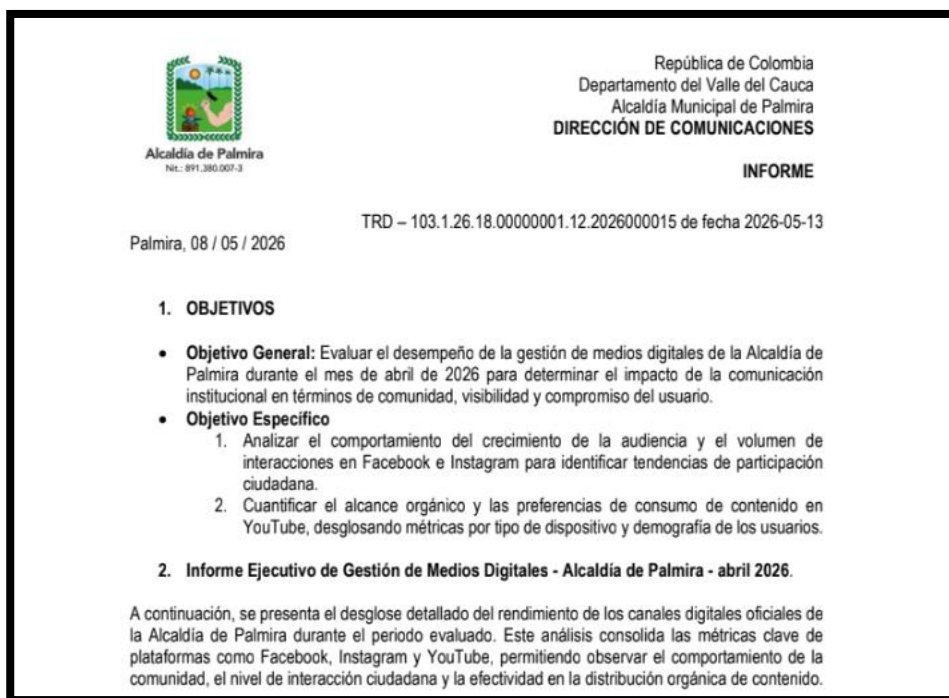 Alcaldía de Palmira
Nit.: 891.380.007-3
República de Colombia
Departamento del Valle del Cauca
Alcaldía Municipal de Palmira
DIRECCIÓN DE COMUNICACIONES
INFORME
TRD – 103.1.26.18.00000001.12.2026000015 de fecha 2026-05-13
Palmira, 08 / 05 / 2026
1. OBJETIVOS
• Objetivo General: Evaluar el desempeño de la gestión de medios digitales de la Alcaldía de
Palmira durante el mes de abril de 2026 para determinar el impacto de la comunicación
institucional en términos de comunidad, visibilidad y compromiso del usuario.
• Objetivo Específico
1. Analizar el comportamiento del crecimiento de la audiencia y el volumen de
interacciones en Facebook e Instagram para identificar tendencias de participación
ciudadana.
2. Cuantificar el alcance orgánico y las preferencias de consumo de contenido en
YouTube, desglosando métricas por tipo de dispositivo y demografía de los usuarios.
2. Informe Ejecutivo de Gestión de Medios Digitales - Alcaldía de Palmira - abril 2026.
A continuación, se presenta el desglose detallado del rendimiento de los canales digitales oficiales de
la Alcaldía de Palmira durante el periodo evaluado. Este análisis consolida las métricas clave de
plataformas como Facebook, Instagram y YouTube, permitiendo observar el comportamiento de la
comunidad, el nivel de interacción ciudadana y la efectividad en la distribución orgánica de contenido.